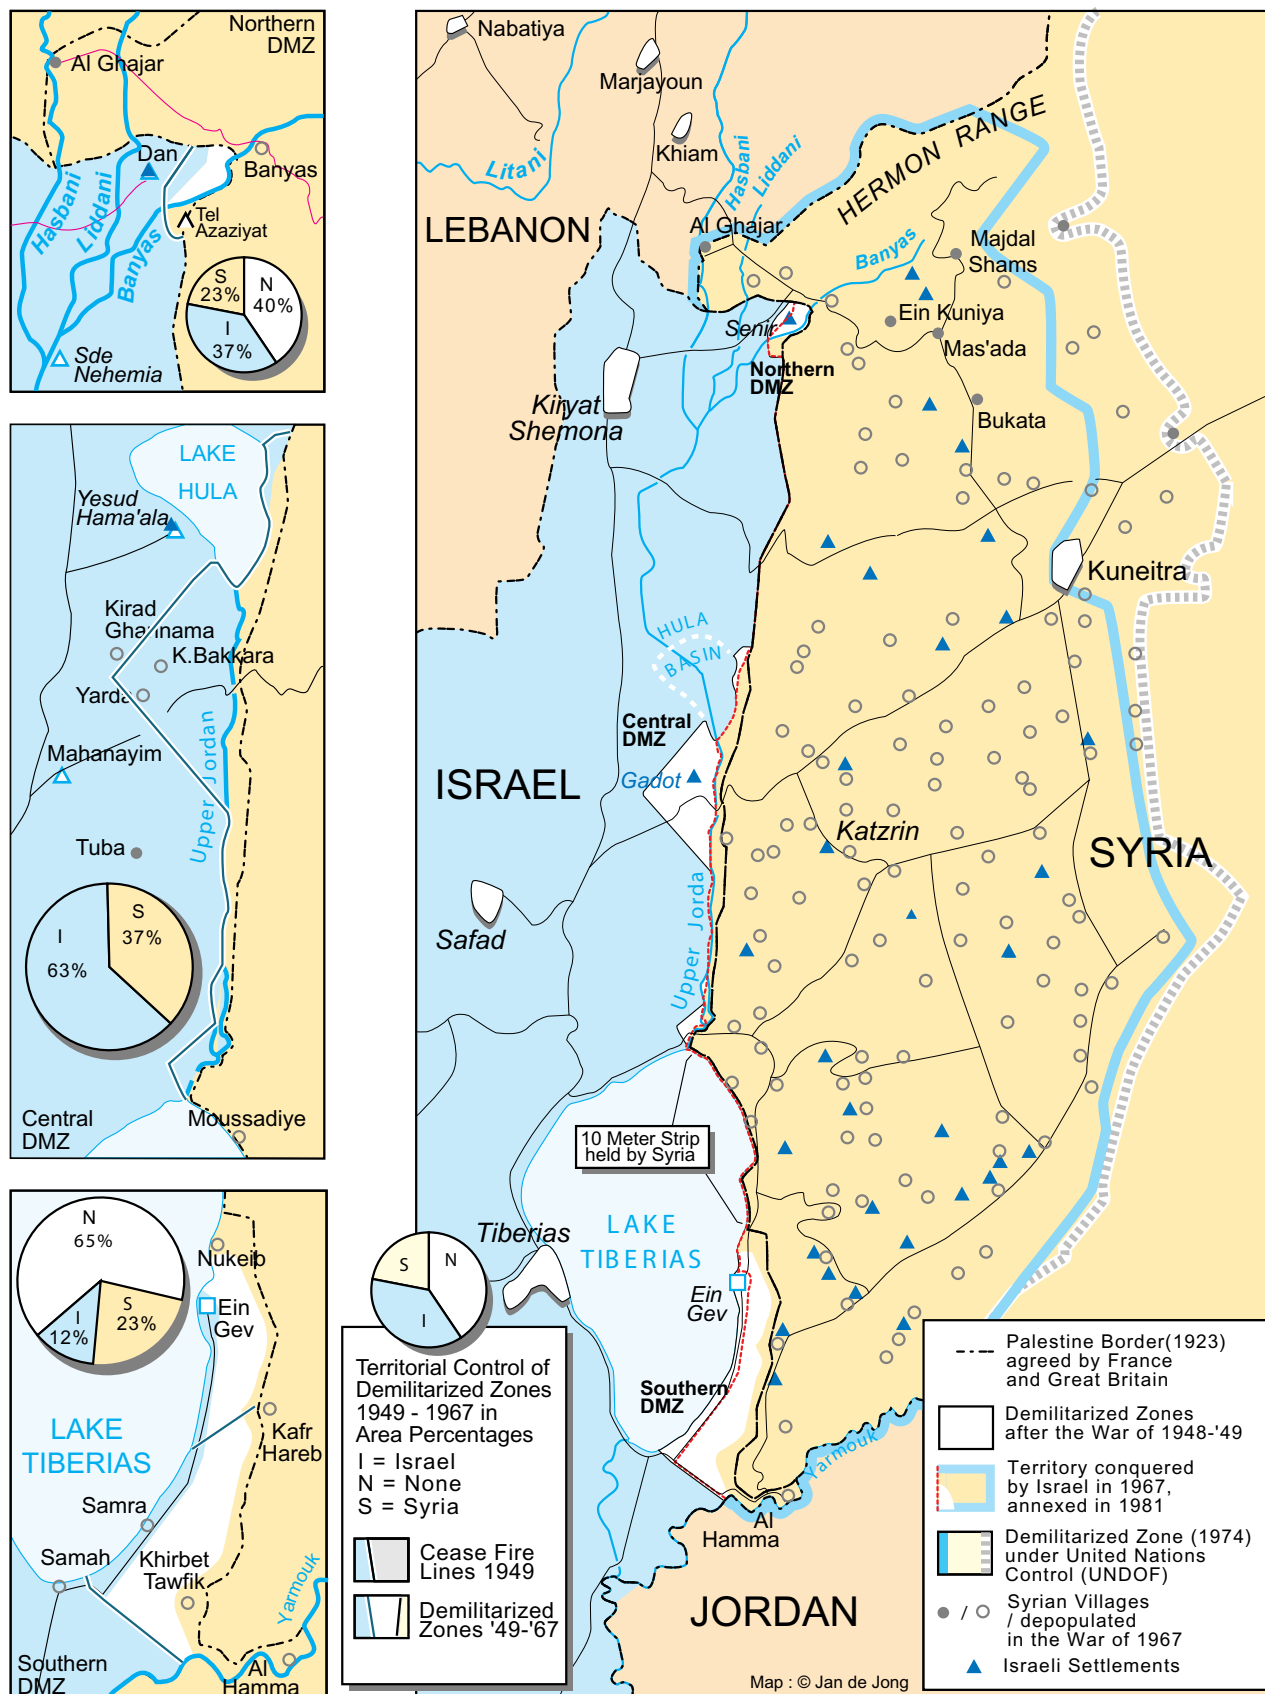 Northern
DMZ
Al Ghajar
Dan
Banyas
Hasbani
Liddani
Banyas
Tel
Azaziyat
S
23%
N
40%
I
37%
Sde
Nehemia
LAKE
HULA
Yesud
Hama'ala
Kirad
Ghannama
K.Bakkara
Yarda
Mahanayim
Upper Jordan
Tuba
I
63%
S
37%
Central
DMZ
Moussadiye
N
65%
I
12%
S
23%
Nukeib
Ein
Gev
LAKE
TIBERIAS
Kafr
Hareb
Samra
Samah
Khirbet
Tawfik
Yarmouk
Southern
DMZ
Al
Hamma
Nabatiya
Marjayoun
Khiam
Litani
Hasbani
Liddani
HERMON RANGE
LEBANON
Al Ghajar
Banyas
Majdal
Shams
Senir
Ein Kuniya
Mas'ada
Northern
DMZ
Kiryat
Shemona
Bukata
Kuneitra
HULA
BASIN
Central
DMZ
Gadot
ISRAEL
Katzrin
SYRIA
Safad
Upper Jorda
10 Meter Strip
held by Syria
Tiberias
LAKE
TIBERIAS
Ein
Gev
Southern
DMZ
Yarmouk
Al
Hamma
JORDAN
S
N
I
Territorial Control of
Demilitarized Zones
1949 - 1967 in
Area Percentages
I = Israel
N = None
S = Syria
Cease Fire
Lines 1949
Demilitarized
Zones '49-'67
Palestine Border(1923)
agreed by France
and Great Britain
Demilitarized Zones
after the War of 1948-'49
Territory conquered
by Israel in 1967,
annexed in 1981
Demilitarized Zone (1974)
under United Nations
Control (UNDOF)
/ Syrian Villages
/ depopulated
in the War of 1967
Israeli Settlements
Map : © Jan de Jong